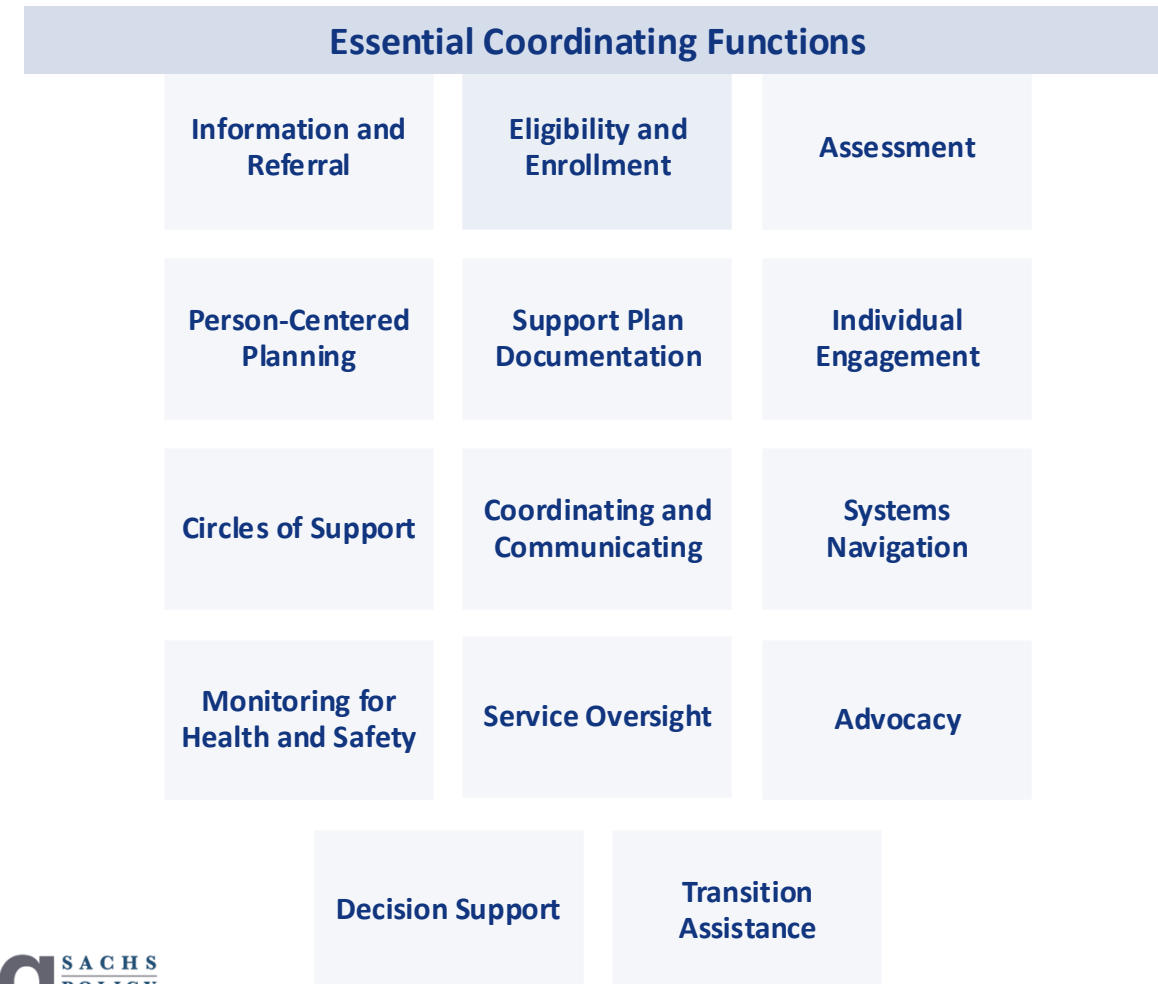 Essential Coordinating Functions
Information and
Referral
Eligibility and
Enrollment
Assessment
Person-Centered
Planning
Support Plan
Documentation
Individual
Engagement
Circles of Support
Coordinating and
Communicating
Systems
Navigation
Monitoring for
Health and Safety
Service Oversight
Advocacy
Decision Support
Transition
Assistance
SACHS
POLICY